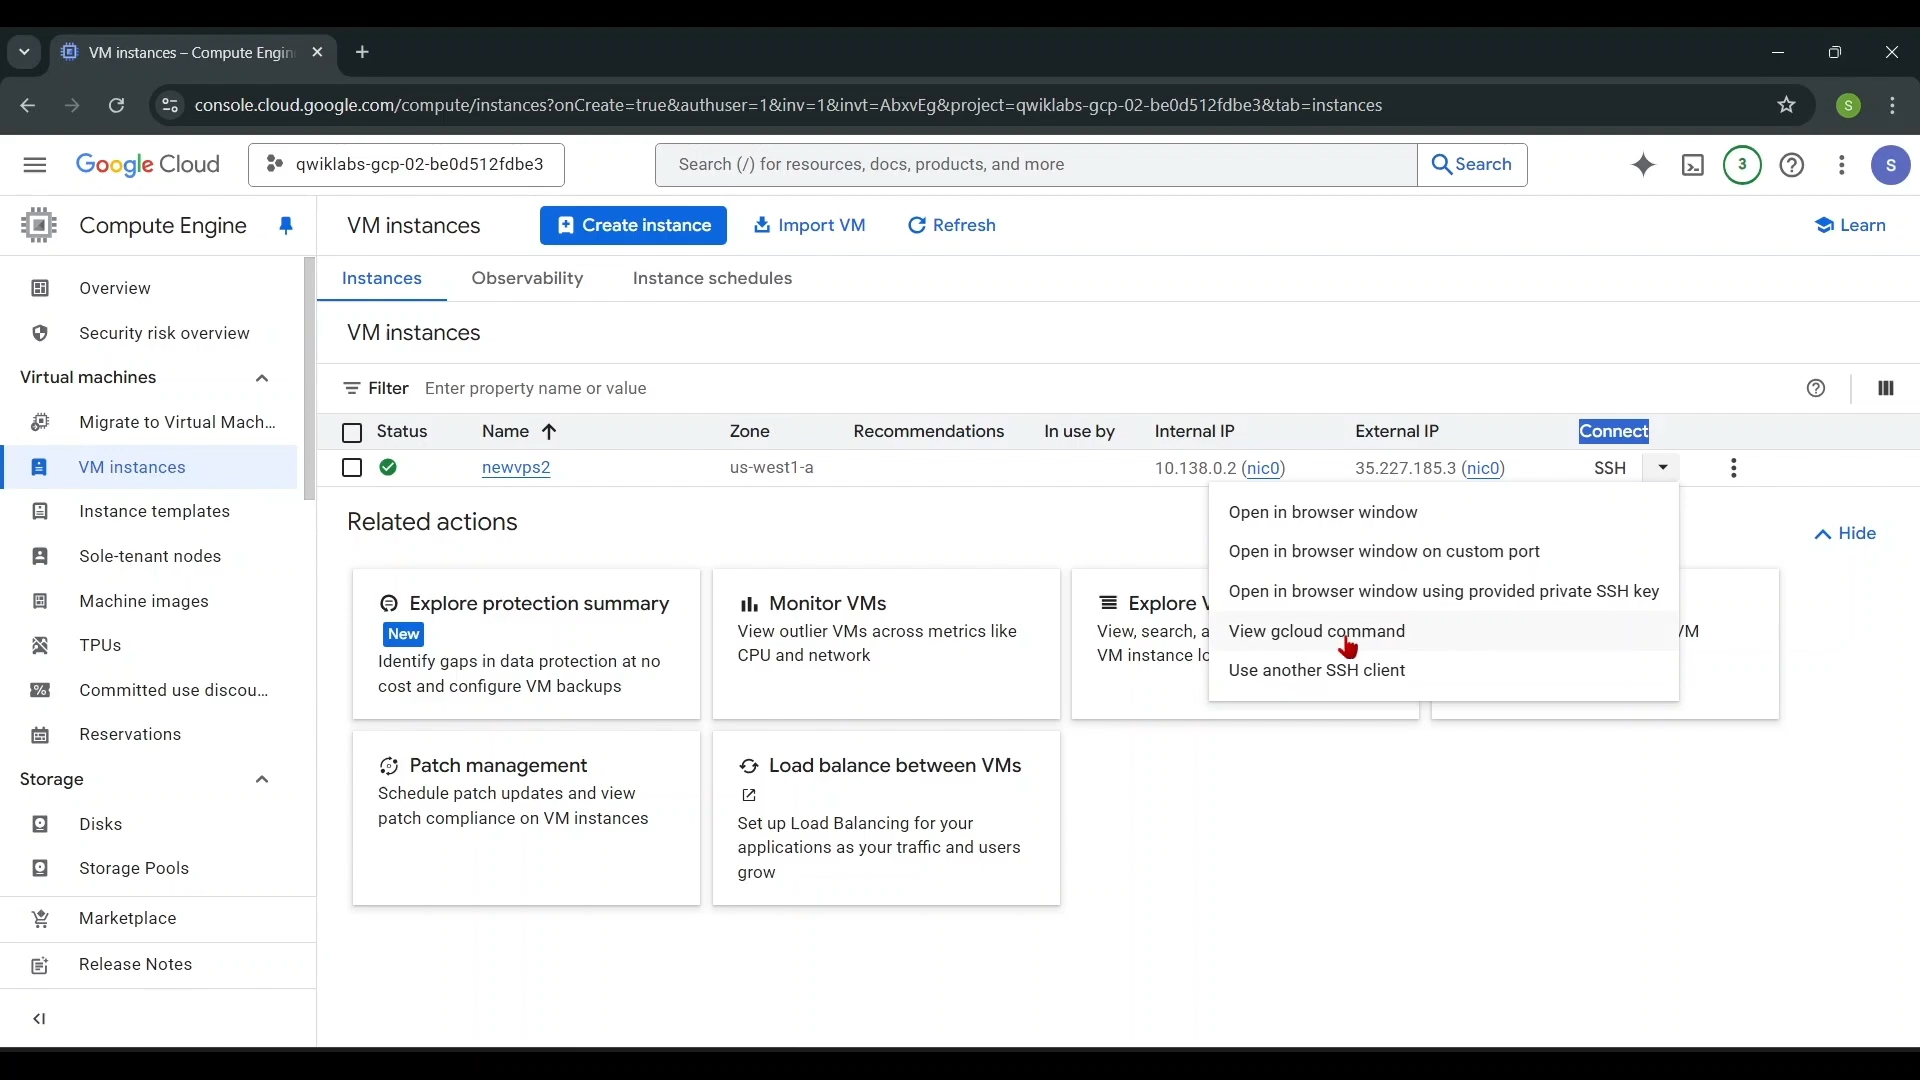 VM instances – Compute Engin
console.cloud.google.com/compute/instances?onCreate=true&authuser=1&inv=1&invt=AbxvEg&project=qwiklabs-gcp-02-be0d512fdbe3&tab=instances
S
Google Cloud
qwiklabs-gcp-02-be0d512fdbe3
Search (/) for resources, docs, products, and more
Search
3
S
Compute Engine
VM instances
Create instance
Import VM
Refresh
Learn
Overview
Security risk overview
Virtual machines
Migrate to Virtual Mach...
VM instances
Instance templates
Sole-tenant nodes
Machine images
TPUs
Committed use discou...
Reservations
Storage
Disks
Storage Pools
Marketplace
Release Notes
Instances Observability Instance schedules
VM instances
Filter Enter property name or value
Status Name Zone Recommendations In use by Internal IP External IP Connect
newvps2 us-west1-a 10.138.0.2 (nic0) 35.227.185.3 (nic0) SSH
Related actions
Hide
Open in browser window
Open in browser window on custom port
Open in browser window using provided private SSH key
View gcloud command
Use another SSH client
Explore protection summary
New
Identify gaps in data protection at no
cost and configure VM backups
Monitor VMs
View outlier VMs across metrics like
CPU and network
Explore
View, search,
VM instance
Patch management
Schedule patch updates and view
patch compliance on VM instances
Load balance between VMs
Set up Load Balancing for your
applications as your traffic and users
grow